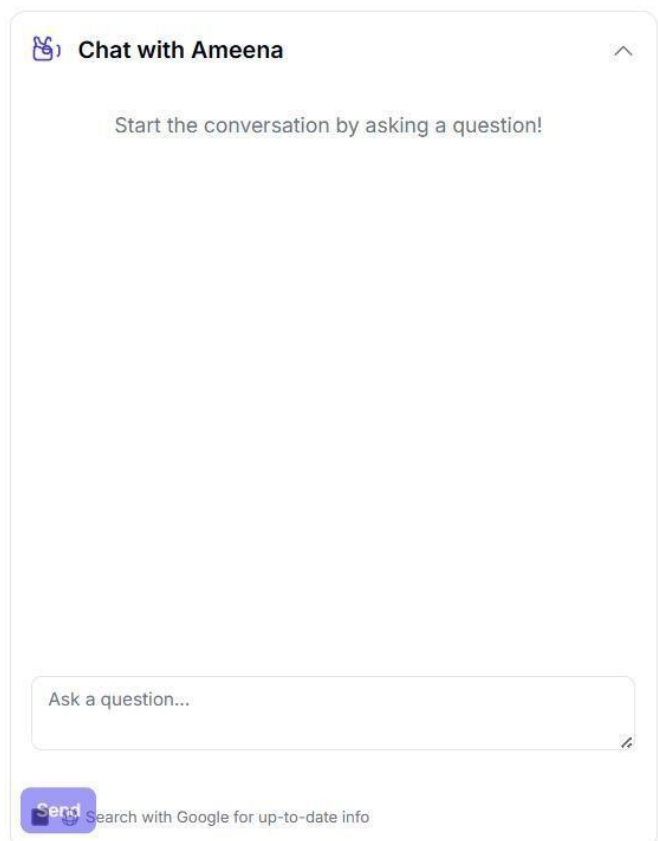 Chat with Ameena
Start the conversation by asking a question!
Ask a question...
Send
Search with Google for up-to-date info